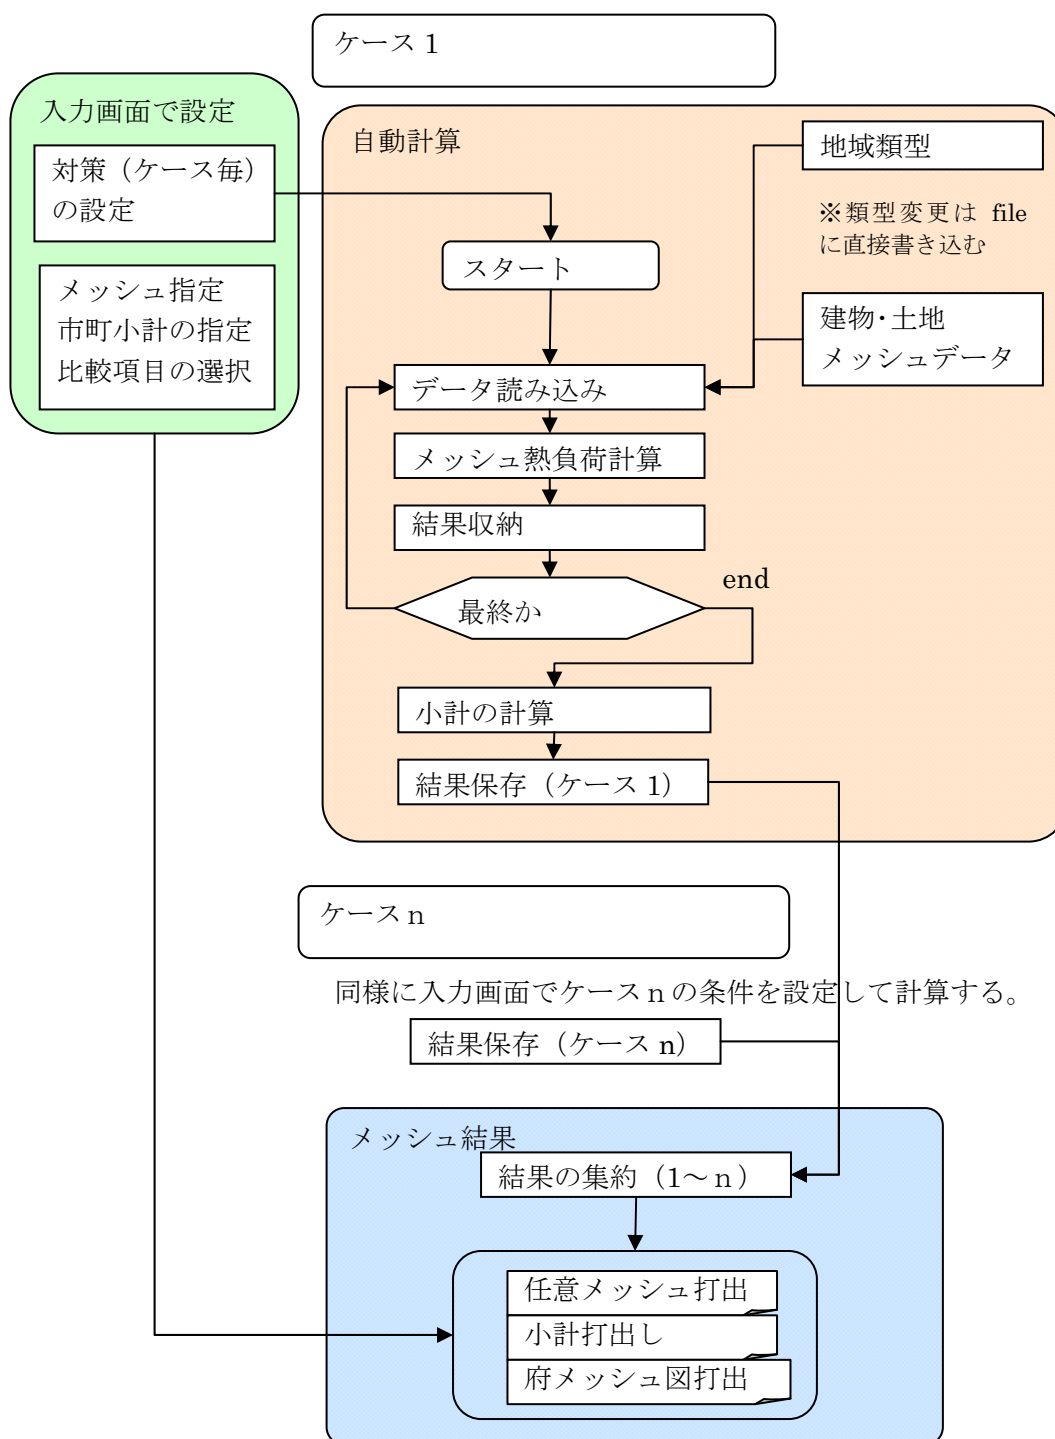 ケース 1
入力画面で設定
対策（ケース毎）
の設定
メッシュ指定
市町小計の指定
比較項目の選択
自動計算
地域類型
※類型変更は file
に直接書き込む
スタート
建物・土地
メッシュデータ
データ読み込み
メッシュ熱負荷計算
結果収納
end
最終か
小計の計算
結果保存（ケース 1）
ケースｎ
同様に入力画面でケースｎの条件を設定して計算する。
結果保存（ケース n）
メッシュ結果
結果の集約（1～ｎ）
任意メッシュ打出
小計打出し
府メッシュ図打出